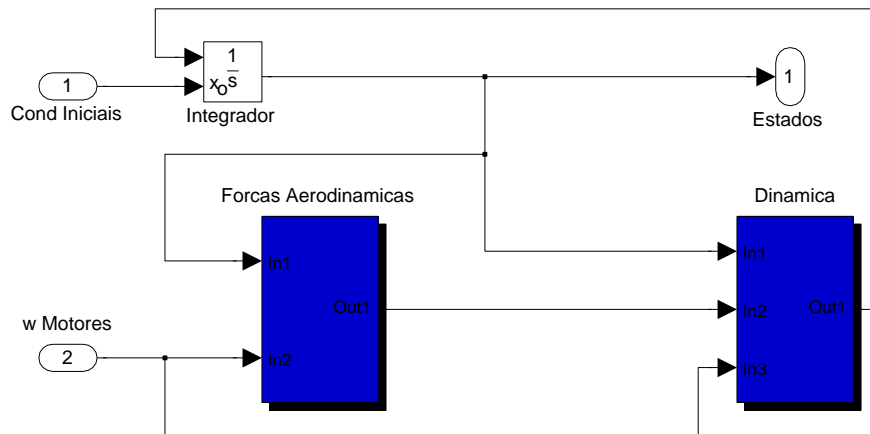 1
Cond Iniciais
1
xo s
Integrador
1
Estados
Forcas Aerodinamicas
In1
Out1
In2
Dinamica
In1
In2
Out1
In3
w Motores
2